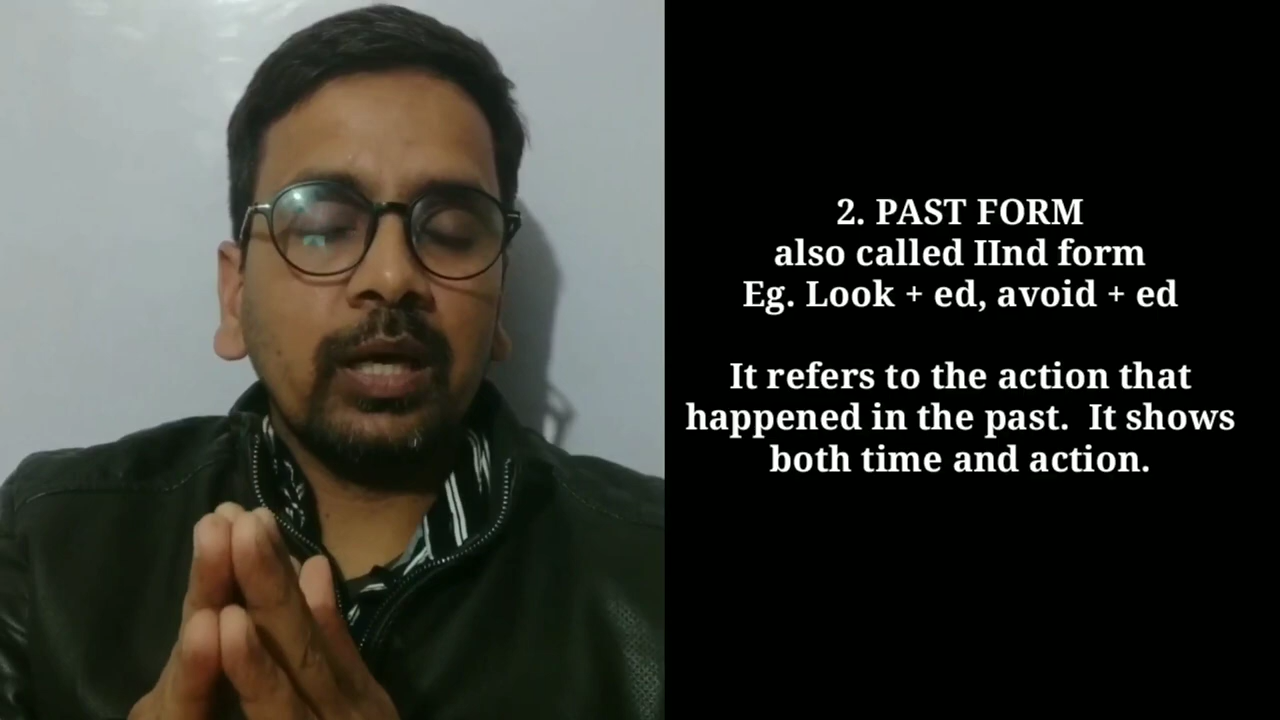 2. PAST FORM
also called IInd form
Eg. Look + ed, avoid + ed
It refers to the action that
happened in the past.  It shows
both time and action.